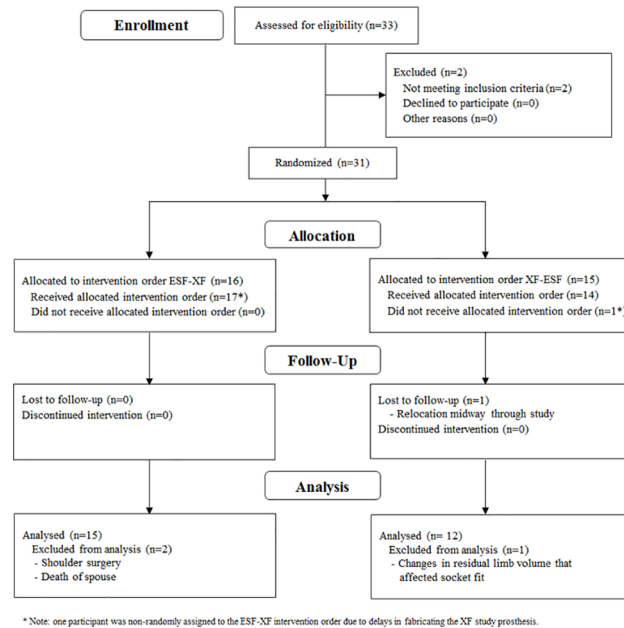 Enrollment
Assessed for eligibility (n=33)
Excluded (n=2)
Not meeting inclusion criteria (n=2)
Declined to participate (n=0)
Other reasons (n=0)
Randomized (n=31)
Allocation
Allocated to intervention order ESF-XF (n=16)
Received allocated intervention order (n=17*)
Did not receive allocated intervention order (n=0)
Allocated to intervention order XF-ESF (n=15)
Received allocated intervention order (n=14)
Did not receive allocated intervention order (n=1*)
Follow-Up
Lost to follow-up (n=0)
Discontinued intervention (n=0)
Lost to follow-up (n=1)
- Relocation midway through study
Discontinued intervention (n=0)
Analysis
Analysed (n=15)
Excluded from analysis (n=2)
- Shoulder surgery
- Death of spouse
Analysed (n= 12)
Excluded from analysis (n=1)
- Changes in residual limb volume that
affected socket fit
* Note: one participant was non-randomly assigned to the ESF-XF intervention order due to delays in fabricating the XF study prosthesis.